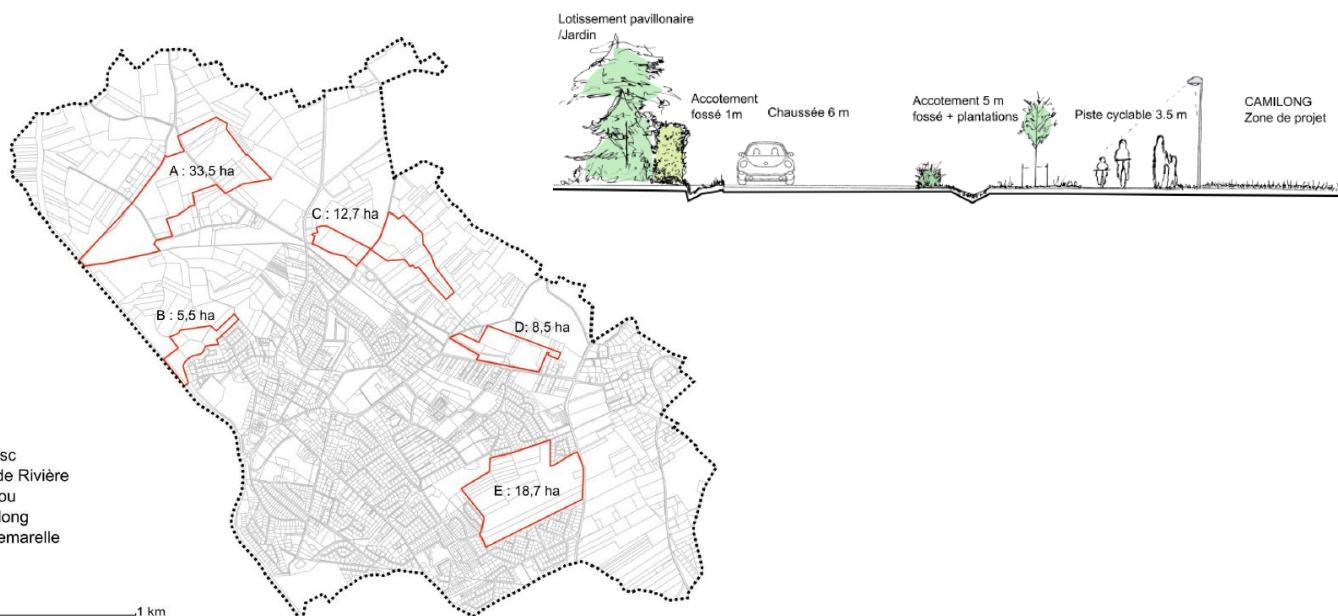 Lotissement pavillonaire
/Jardin
Accotement
fossé 1m
Chaussée 6 m
Accotement 5 m
fossé + plantations
Piste cyclable 3.5 m
CAMILONG
Zone de projet
A : 33,5 ha
C : 12,7 ha
B : 5,5 ha
D: 8,5 ha
E : 18,7 ha
sc
de Rivière
ou
long
emarelle
1 km